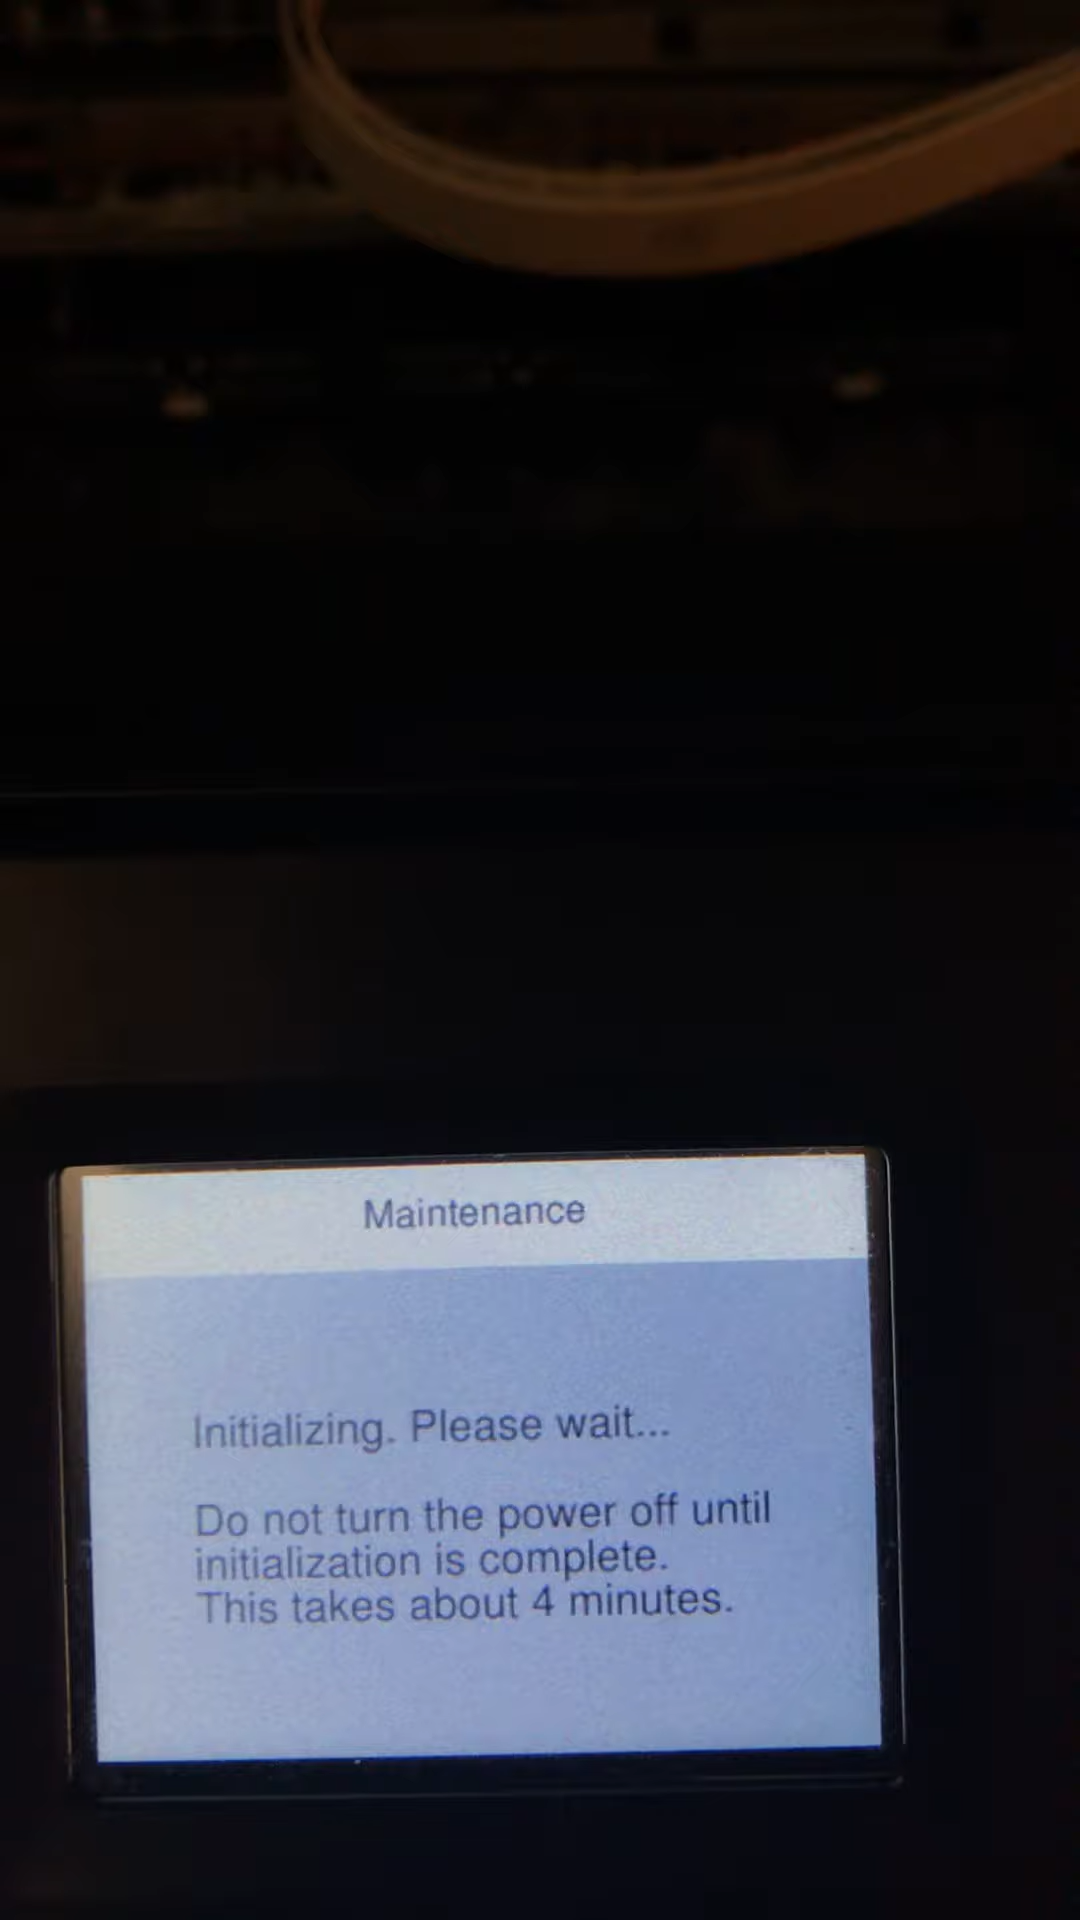 Maintenance
Initializing. Please wait...
Do not turn the power off until
initialization is complete.
This takes about 4 minutes.